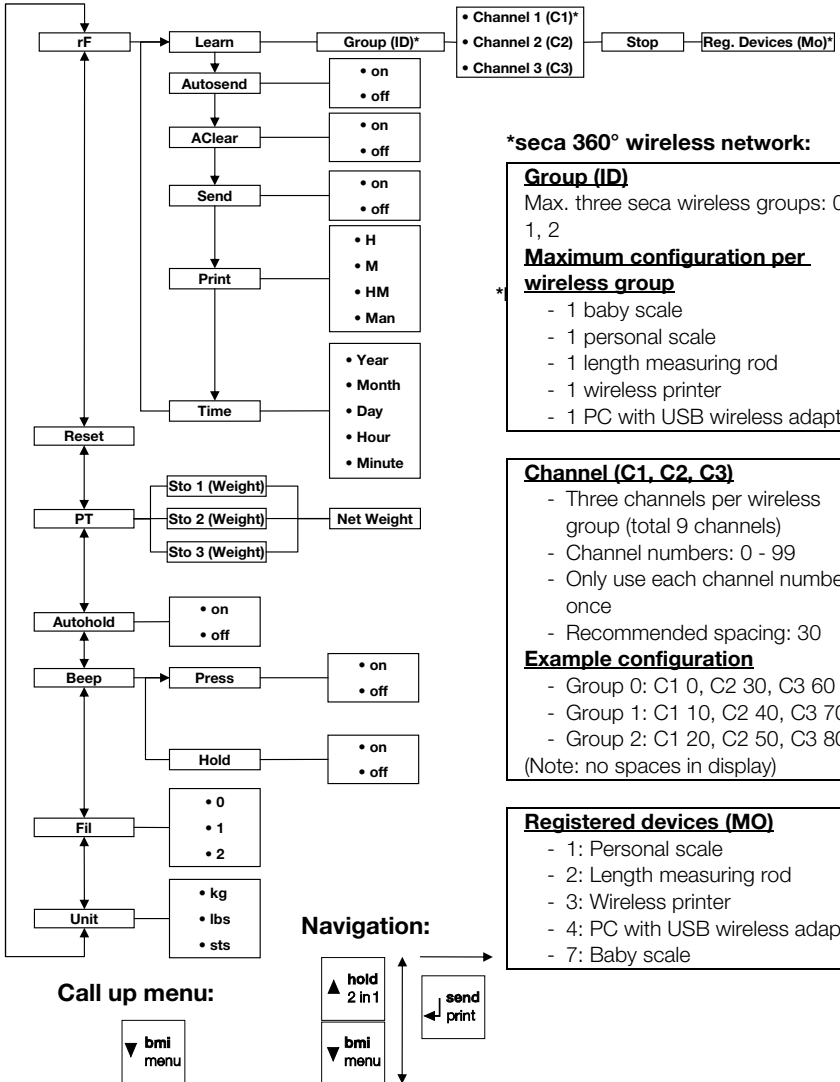 rF
Learn
Group (ID)*
• Channel 1 (C1)*
• Channel 2 (C2)
• Channel 3 (C3)
Stop
Reg. Devices (Mo)*
Autosend
• on
• off
AClear
• on
• off
Send
• on
• off
Print
• H
• M
• HM
• Man
Time
• Year
• Month
• Day
• Hour
• Minute
Reset
PT
Sto 1 (Weight)
Sto 2 (Weight)
Sto 3 (Weight)
Net Weight
Autohold
• on
• off
Beep
Press
• on
• off
Hold
• on
• off
Fil
• 0
• 1
• 2
Unit
• kg
• lbs
• sts
Call up menu:
bmi
menu
Navigation:
hold
2 in 1
bmi
menu
send
print
*seca 360° wireless network:
Group (ID)
Max. three seca wireless groups: 0
1, 2
Maximum configuration per
wireless group
- 1 baby scale
- 1 personal scale
- 1 length measuring rod
- 1 wireless printer
- 1 PC with USB wireless adapt
Channel (C1, C2, C3)
- Three channels per wireless
group (total 9 channels)
- Channel numbers: 0 - 99
- Only use each channel numbe
once
- Recommended spacing: 30
Example configuration
- Group 0: C1 0, C2 30, C3 60
- Group 1: C1 10, C2 40, C3 70
- Group 2: C1 20, C2 50, C3 80
(Note: no spaces in display)
Registered devices (MO)
- 1: Personal scale
- 2: Length measuring rod
- 3: Wireless printer
- 4: PC with USB wireless adap
- 7: Baby scale